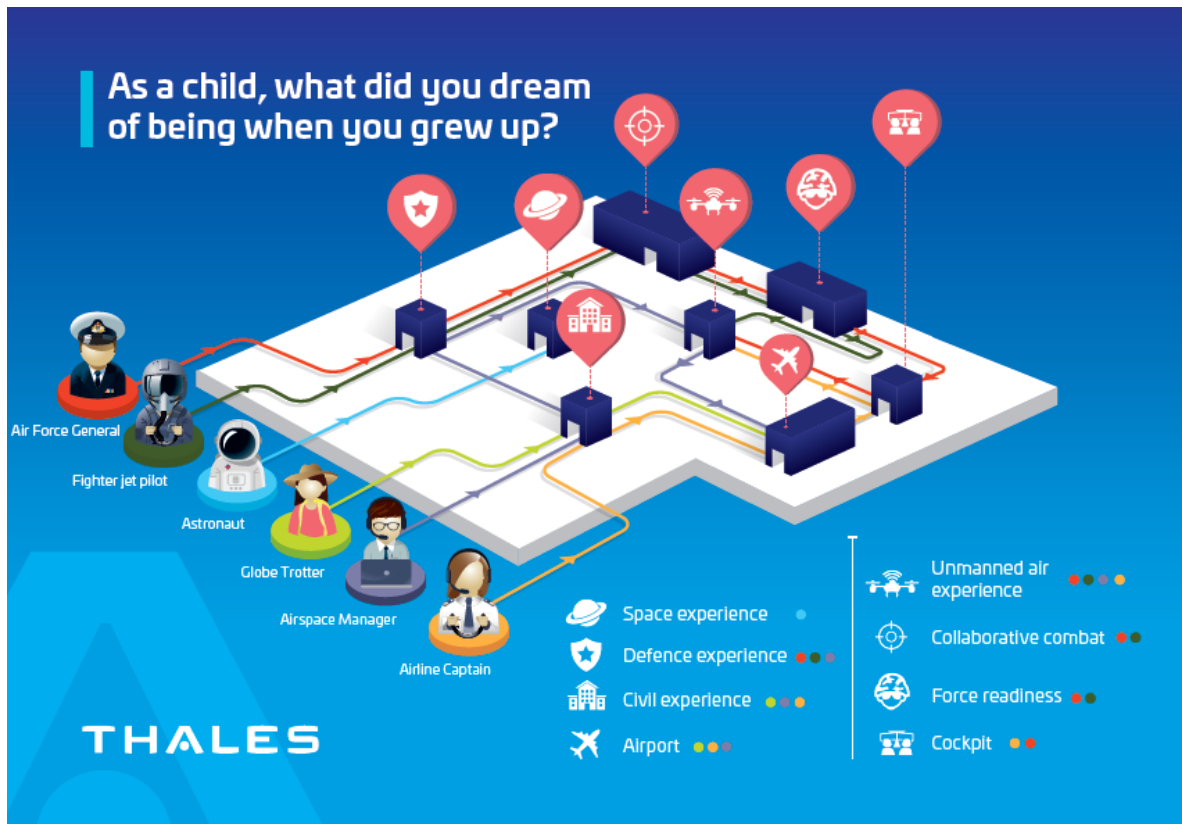 As a child, what did you dream
of being when you grew up?
Air Force General
Fighter jet pilot
Astronaut
Globe Trotter
Airspace Manager
Airline Captain
Space experience
Defence experience
Civil experience
Airport
Unmanned air
experience
Collaborative combat
Force readiness
Cockpit
THALES